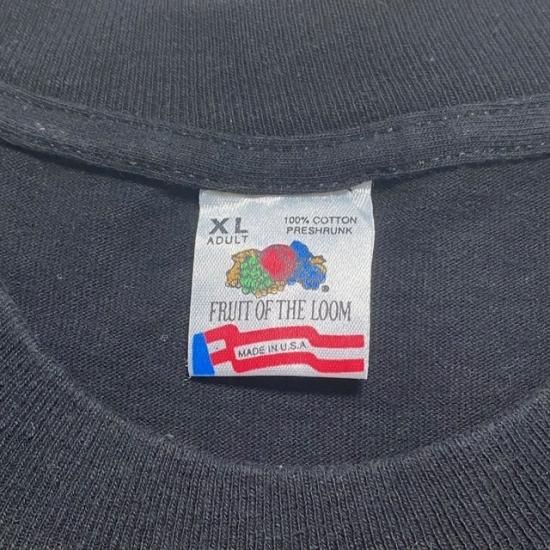 XL
ADULT
100% COTTON
PRESHRUNK
®
FRUIT OF THE LOOM
MADE IN U.S.A.